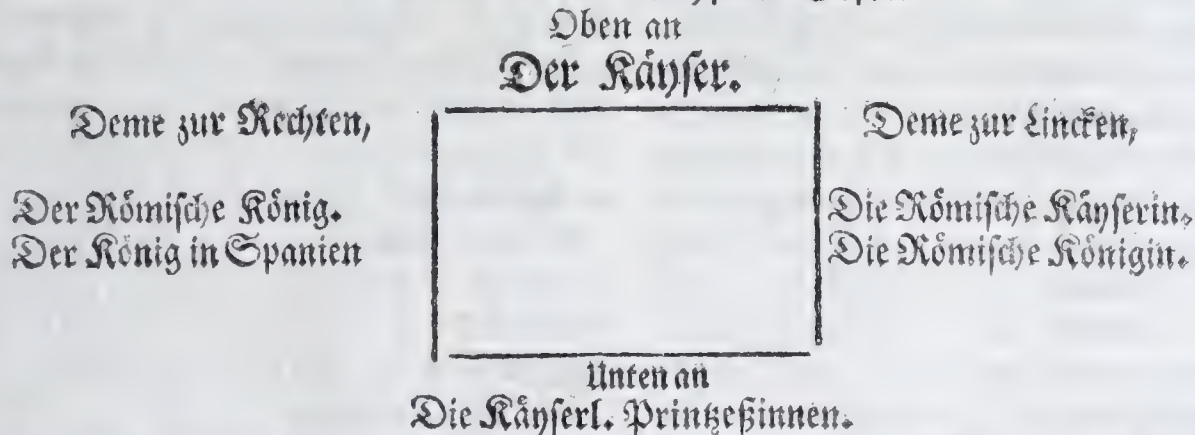 Oben an
Der Käyser.
Deme zur Rechten,
Deme zur Lincken,
Der Römische König.
Der König in Spanien
Die Römische Käyserin.
Die Römische Königin.
Unten an
Die Käyserl. Printzeßinnen.